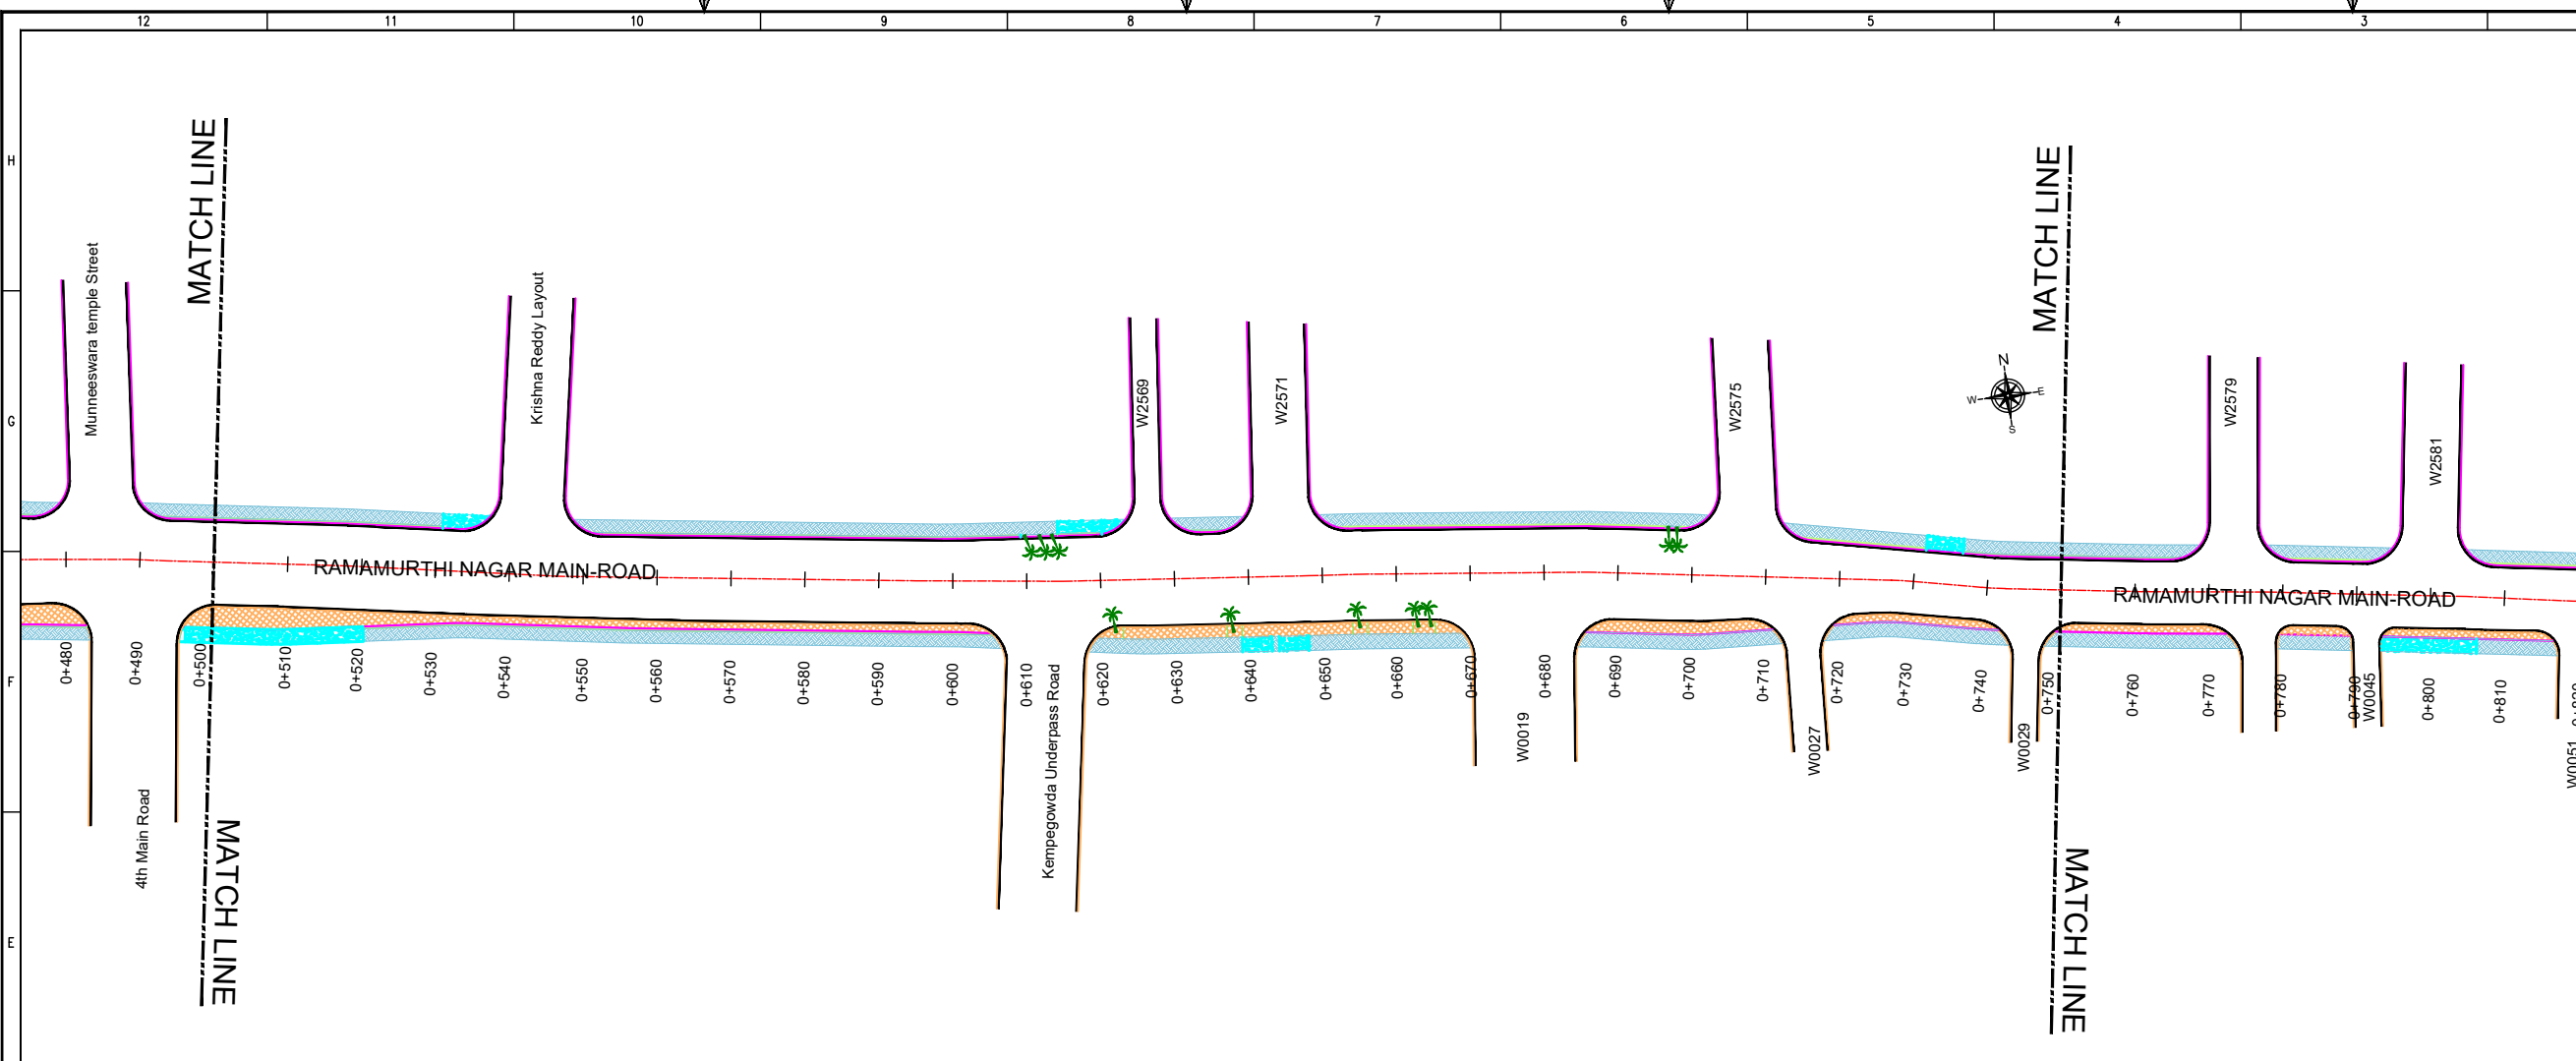 12 11 10 9 8 7 6 5 4 3
H
MATCH LINE
MATCH LINE
Munneeswara temple Street
Krishna Reddy Layout
W2569
W2571
W2575
N
W E
S
W2579
W2581
G
RAMAMURTHI NAGAR MAIN-ROAD
RAMAMURTHI NAGAR MAIN-ROAD
F
0+480 0+490 0+500 0+510 0+520 0+530 0+540 0+550 0+560 0+570 0+580 0+590 0+600 0+610 0+620 0+630 0+640 0+650 0+660 0+670 0+680 0+690 0+700 0+710 0+720 0+730 0+740 0+750 0+760 0+770 0+780 0+790 0+800 0+810
4th Main Road
Kempegowda Underpass Road
W0019
W0027
W0029
W0045
W0051
MATCH LINE
MATCH LINE
E